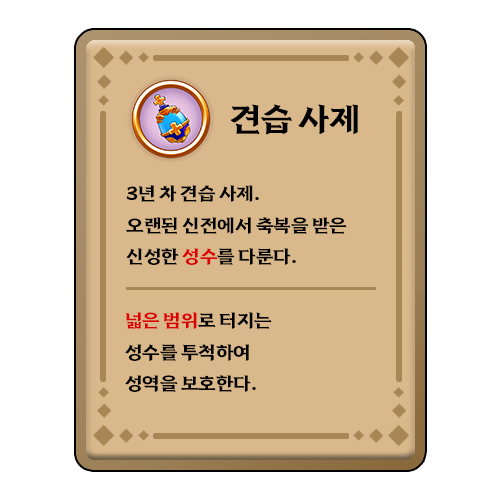 견습 사제
3년 차 견습 사제.
오랜된 신전에서 축복을 받은
신성한 성수를 다룬다.
넓은 범위로 터지는
성수를 투척하여
성역을 보호한다.